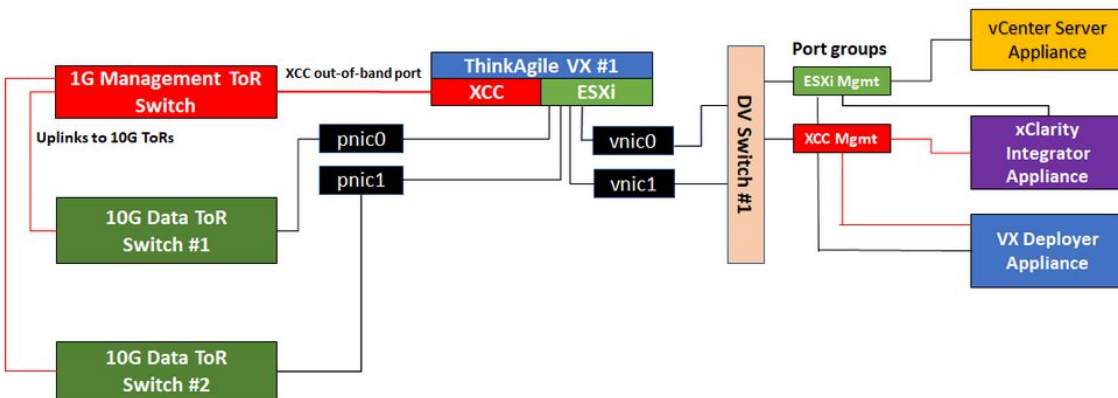 1G Management ToR
Switch
XCC out-of-band port
ThinkAgile VX #1
XCC
ESXi
Uplinks to 10G ToRs
pnic0
pnic1
vnic0
vnic1
10G Data ToR
Switch #1
10G Data ToR
Switch #2
DV Switch #1
Port groups
ESXi Mgmt
XCC Mgmt
vCenter Server
Appliance
xClarity
Integrator
Appliance
VX Deployer
Appliance